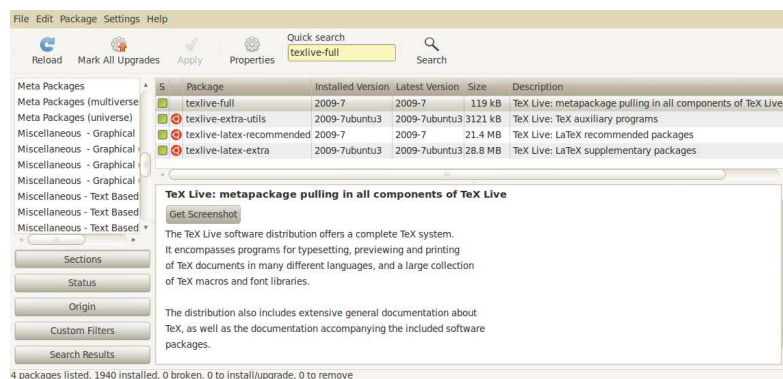 File Edit Package Settings Help
Reload Mark All Upgrades Apply Properties Quick search texlive-full Search
Meta Packages
Meta Packages (multiverse
Meta Packages (universe)
Miscellaneous - Graphical
Miscellaneous - Graphical
Miscellaneous - Graphical
Miscellaneous - Graphical
Miscellaneous - Text Based
Miscellaneous - Text Based
Miscellaneous - Text Based
Sections
Status
Origin
Custom Filters
Search Results
S Package Installed Version Latest Version Size Description
texlive-full 2009-7 2009-7 119 kB TeX Live: metapackage pulling in all components of TeX Live
texlive-extra-utils 2009-7ubuntu3 2009-7ubuntu3 3121 kB TeX Live: TeX auxiliary programs
texlive-latex-recommended 2009-7 2009-7 21.4 MB TeX Live: LaTeX recommended packages
texlive-latex-extra 2009-7ubuntu3 2009-7ubuntu3 28.8 MB TeX Live: LaTeX supplementary packages
TeX Live: metapackage pulling in all components of TeX Live
Get Screenshot
The TeX Live software distribution offers a complete TeX system.
It encompasses programs for typesetting, previewing and printing
of TeX documents in many different languages, and a large collection
of TeX macros and font libraries.
The distribution also includes extensive general documentation about
TeX, as well as the documentation accompanying the included software
packages.
4 packages listed, 1940 installed, 0 broken. 0 to install/upgrade, 0 to remove